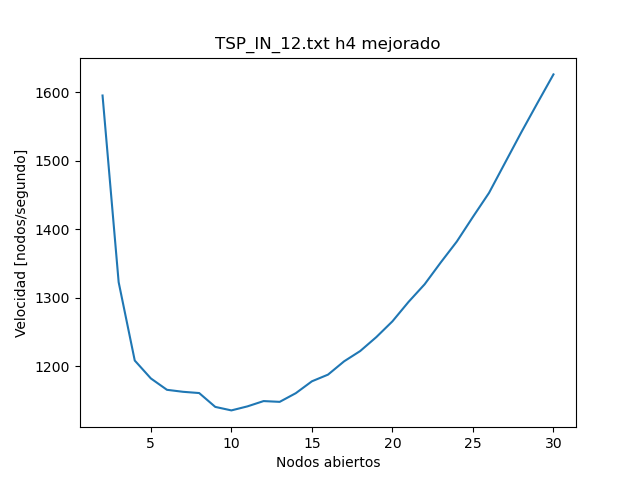 TSP_IN_12.txt h4 mejorado
Velocidad [nodos/segundo]
1600
1500
1400
1300
1200
5 10 15 20 25 30
Nodos abiertos